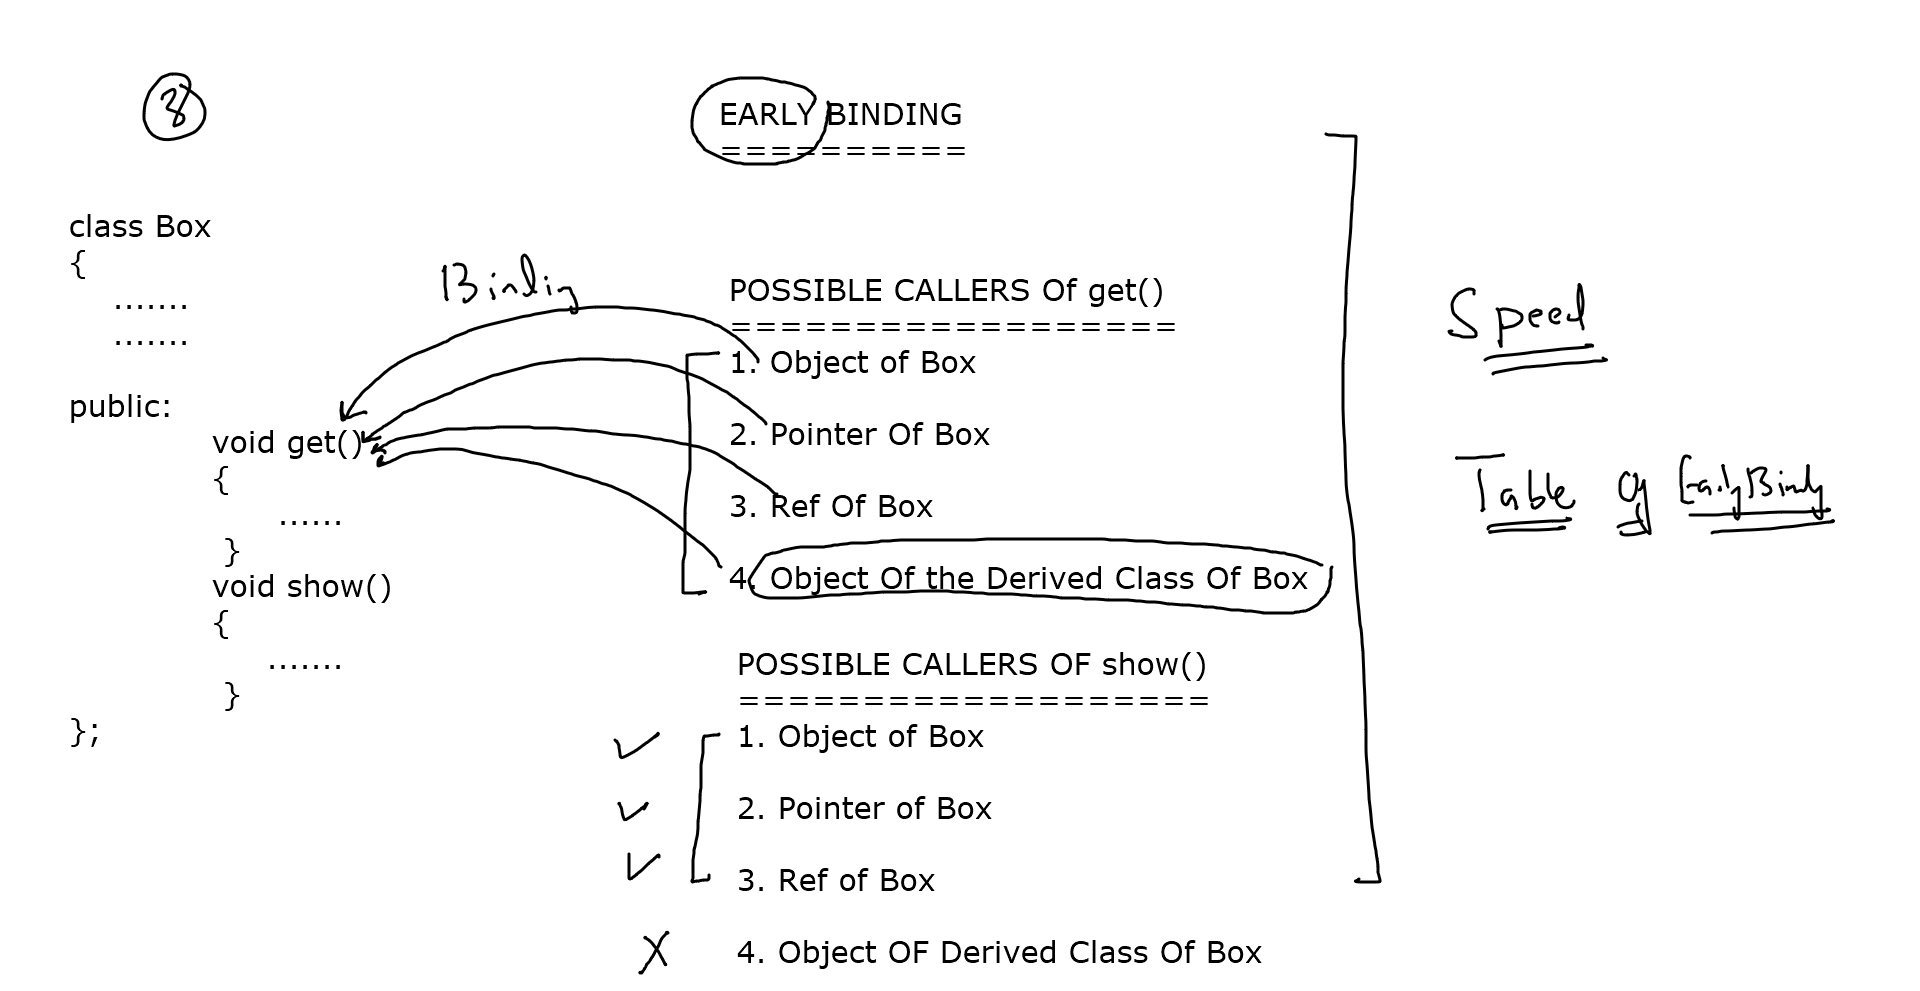 EARLY BINDING
==========
class Box
{
.......
.......
public:
void get()
{
......
}
void show()
{
.......
}
};
Binding
POSSIBLE CALLERS Of get()
==================
1. Object of Box
2. Pointer Of Box
3. Ref Of Box
4. Object Of the Derived Class Of Box
POSSIBLE CALLERS OF show()
===================
1. Object of Box
2. Pointer of Box
3. Ref of Box
4. Object OF Derived Class Of Box
Speed
Table of Early Bindg